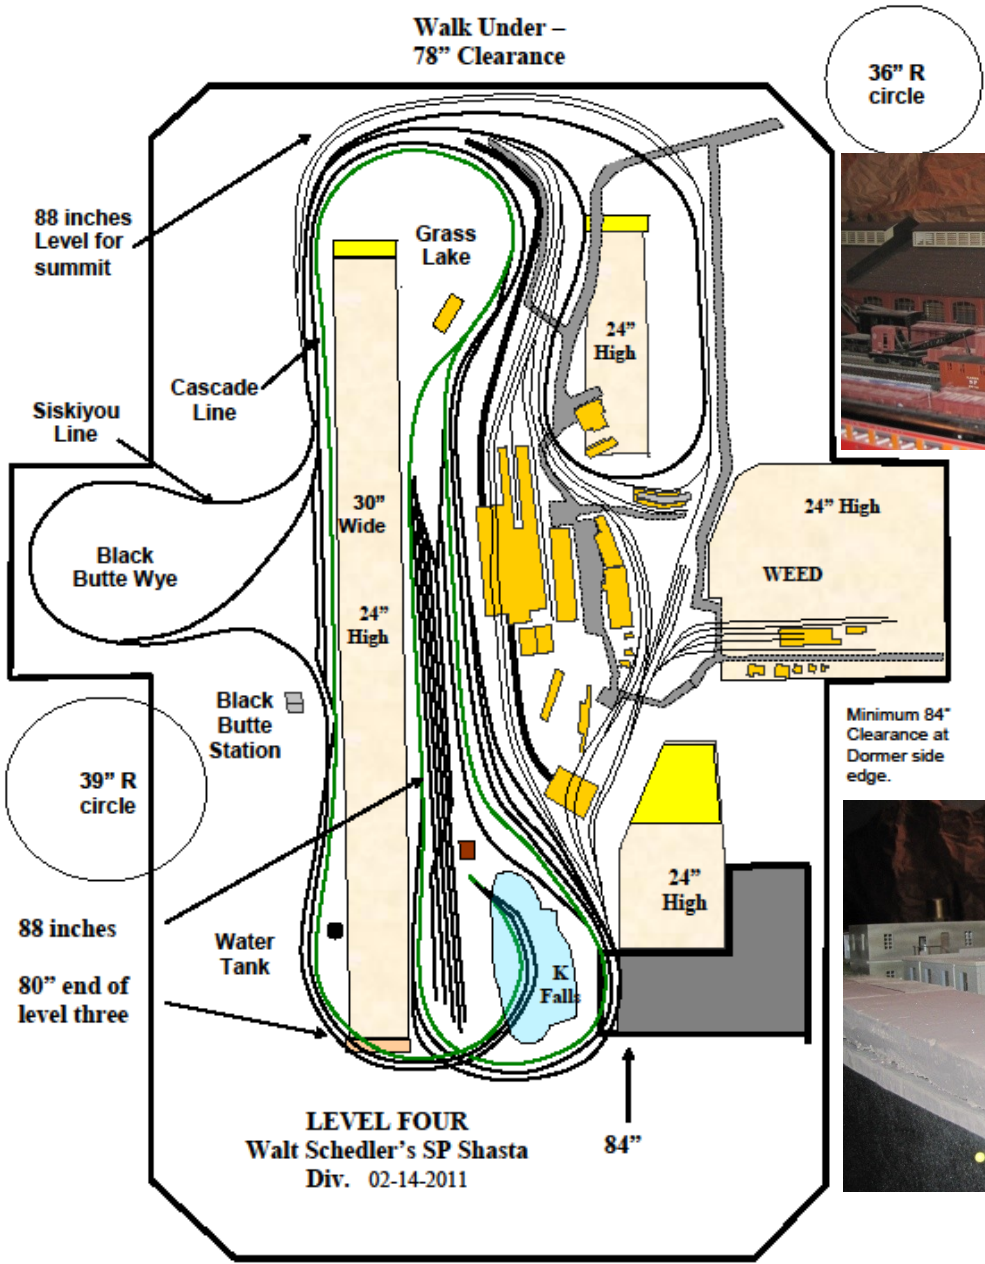 Walk Under –
78” Clearance
36” R
circle
88 inches
Level for
summit
Grass
Lake
24”
High
Cascade
Line
Siskiyou
Line
30”
Wide
24” High
Black
Butte Wye
WEED
24”
High
Black
Butte
Station
Minimum 84"
Clearance at
Dormer side
edge.
39” R
circle
24”
High
88 inches
Water
Tank
K
Falls
80” end of
level three
LEVEL FOUR
Walt Schedler’s SP Shasta
Div. 02-14-2011
84”